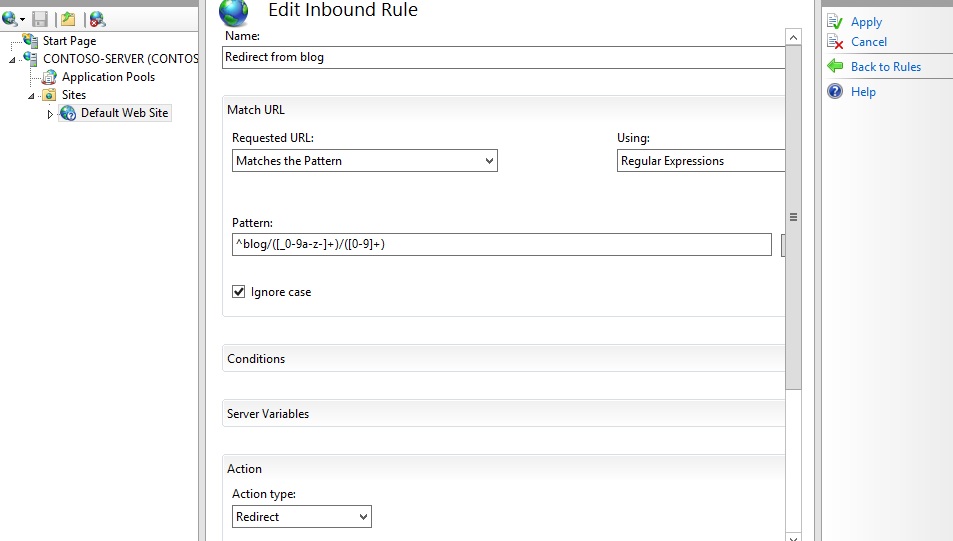 Start Page
CONTOSO-SERVER (CONTOS
Application Pools
Sites
Default Web Site
Edit Inbound Rule
Name:
Redirect from blog
Match URL
Requested URL:
Using:
Matches the Pattern
Regular Expressions
Pattern:
^blog/([_0-9a-z-]+)/([0-9]+)
Ignore case
Conditions
Server Variables
Action
Action type:
Redirect
Apply
Cancel
Back to Rules
Help